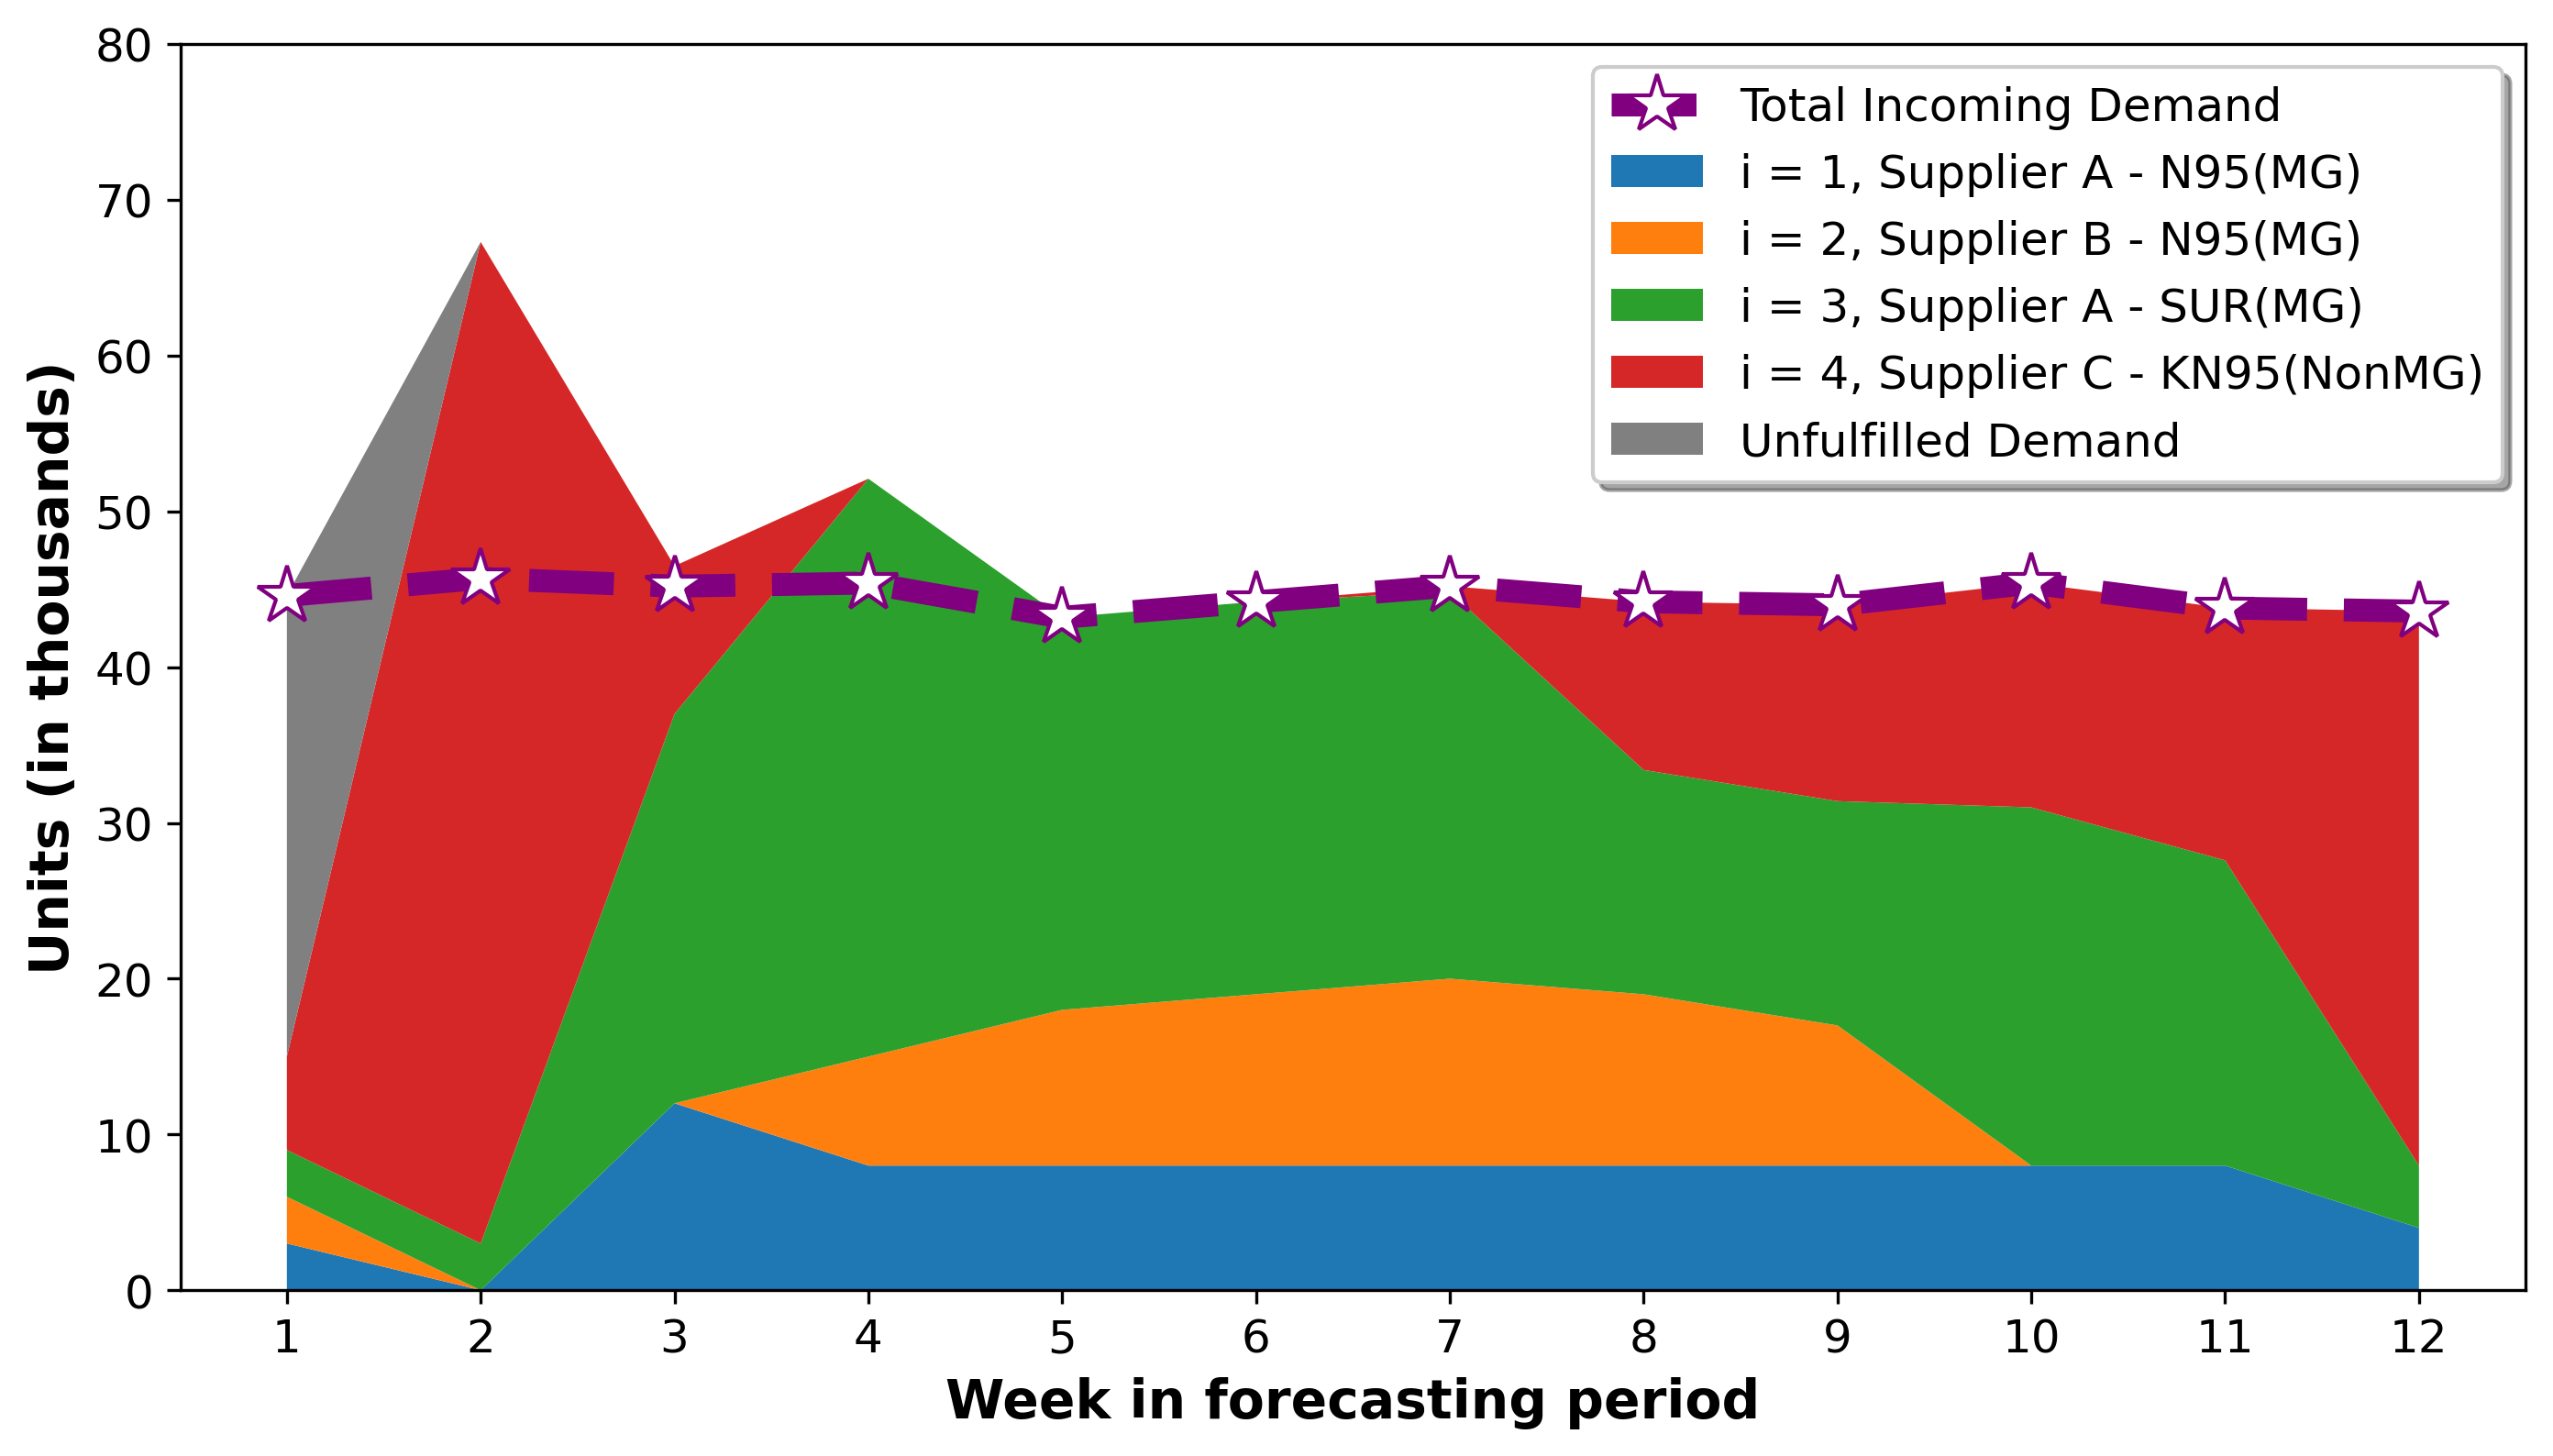 80
70
60
50
40
30
20
10
0
Units (in thousands)
Total Incoming Demand
i = 1, Supplier A - N95(MG)
i = 2, Supplier B - N95(MG)
i = 3, Supplier A - SUR(MG)
i = 4, Supplier C - KN95(NonMG)
Unfulfilled Demand
1 2 3 4 5 6 7 8 9 10 11 12
Week in forecasting period